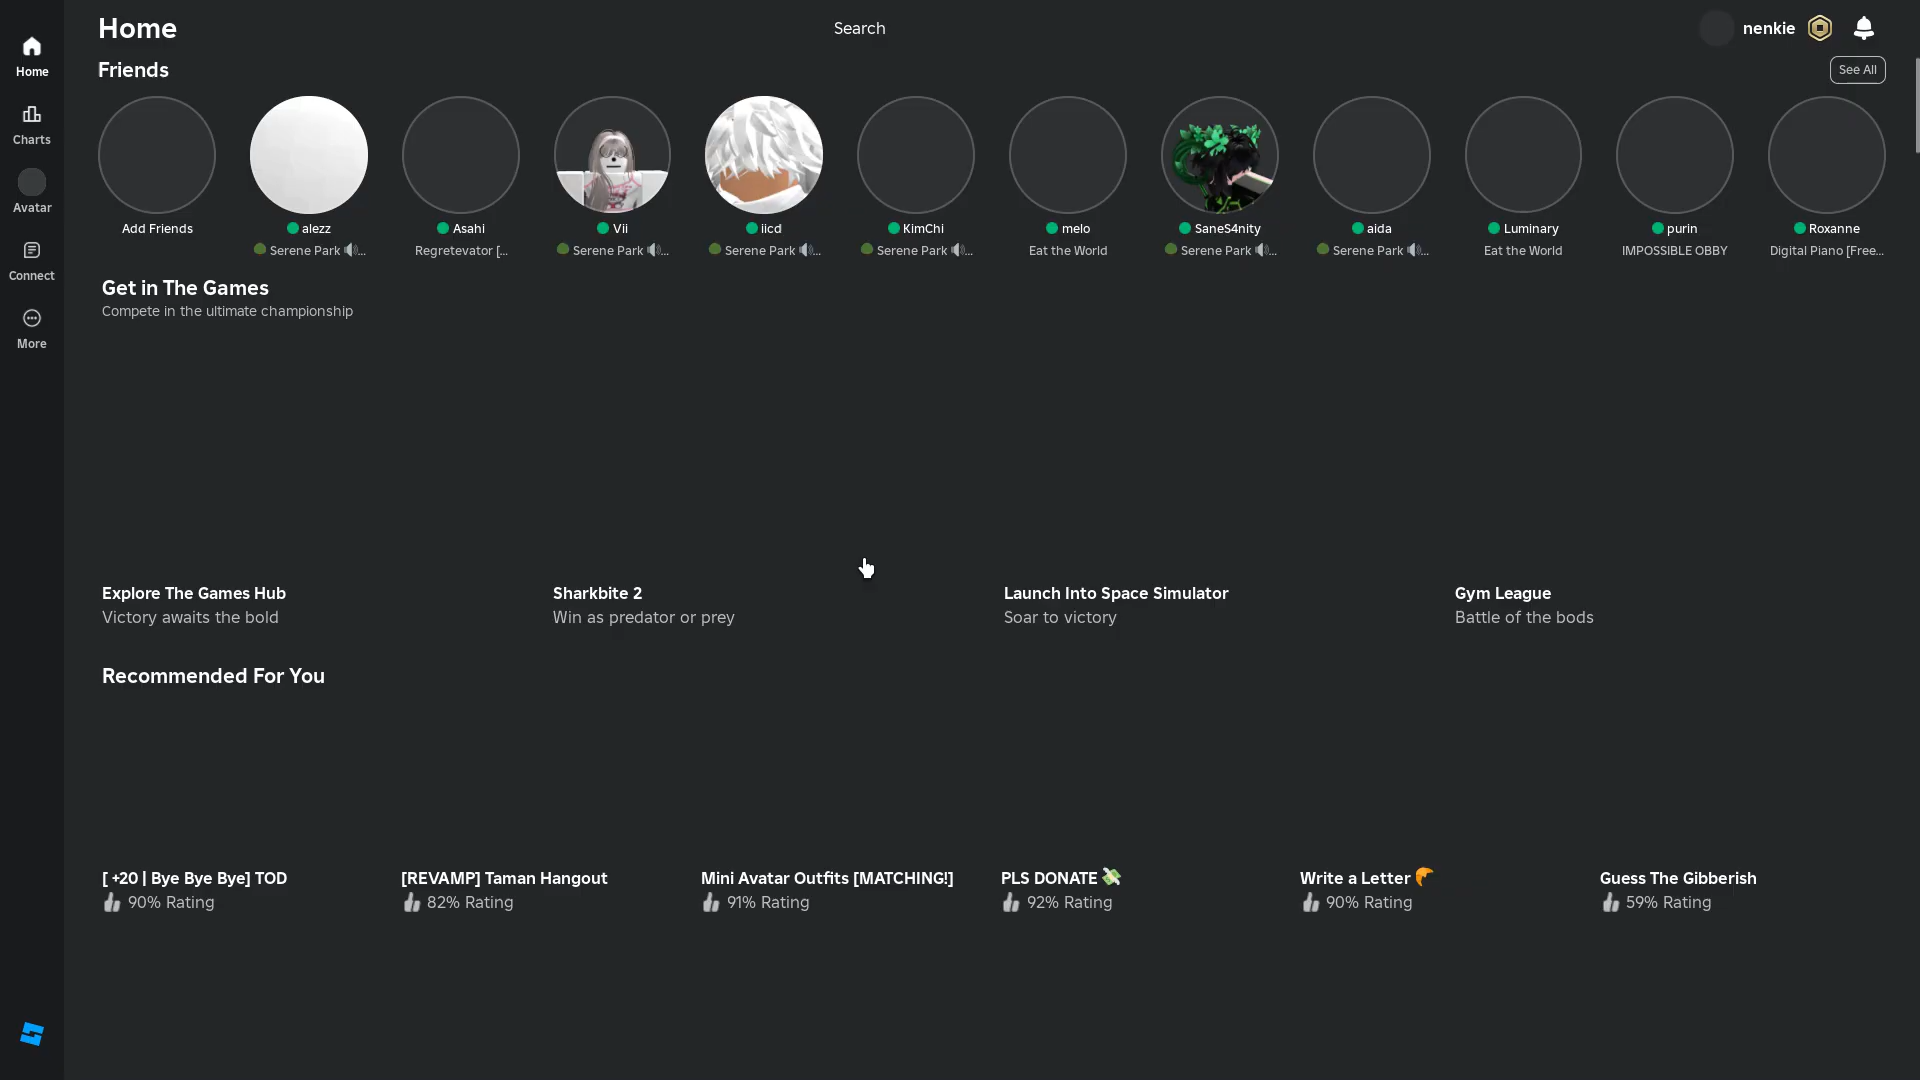 Home
Search
nenkie
Home
Charts
Avatar
Connect
More
Friends
See All
Add Friends
alezz
Serene Park 🔊...
Asahi
Regretevator [...
Vii
Serene Park 🔊...
iicd
Serene Park 🔊...
KimChi
Serene Park 🔊...
melo
Eat the World
SaneS4nity
Serene Park 🔊...
aida
Serene Park 🔊...
Luminary
Eat the World
purin
IMPOSSIBLE OBBY
Roxanne
Digital Piano [Free...
Get in The Games
Compete in the ultimate championship
Explore The Games Hub
Victory awaits the bold
Sharkbite 2
Win as predator or prey
Launch Into Space Simulator
Soar to victory
Gym League
Battle of the bods
Recommended For You
[ +20 | Bye Bye Bye] TOD
90% Rating
[REVAMP] Taman Hangout
82% Rating
Mini Avatar Outfits [MATCHING!]
91% Rating
PLS DONATE 💸
92% Rating
Write a Letter 🥐
90% Rating
Guess The Gibberish
59% Rating